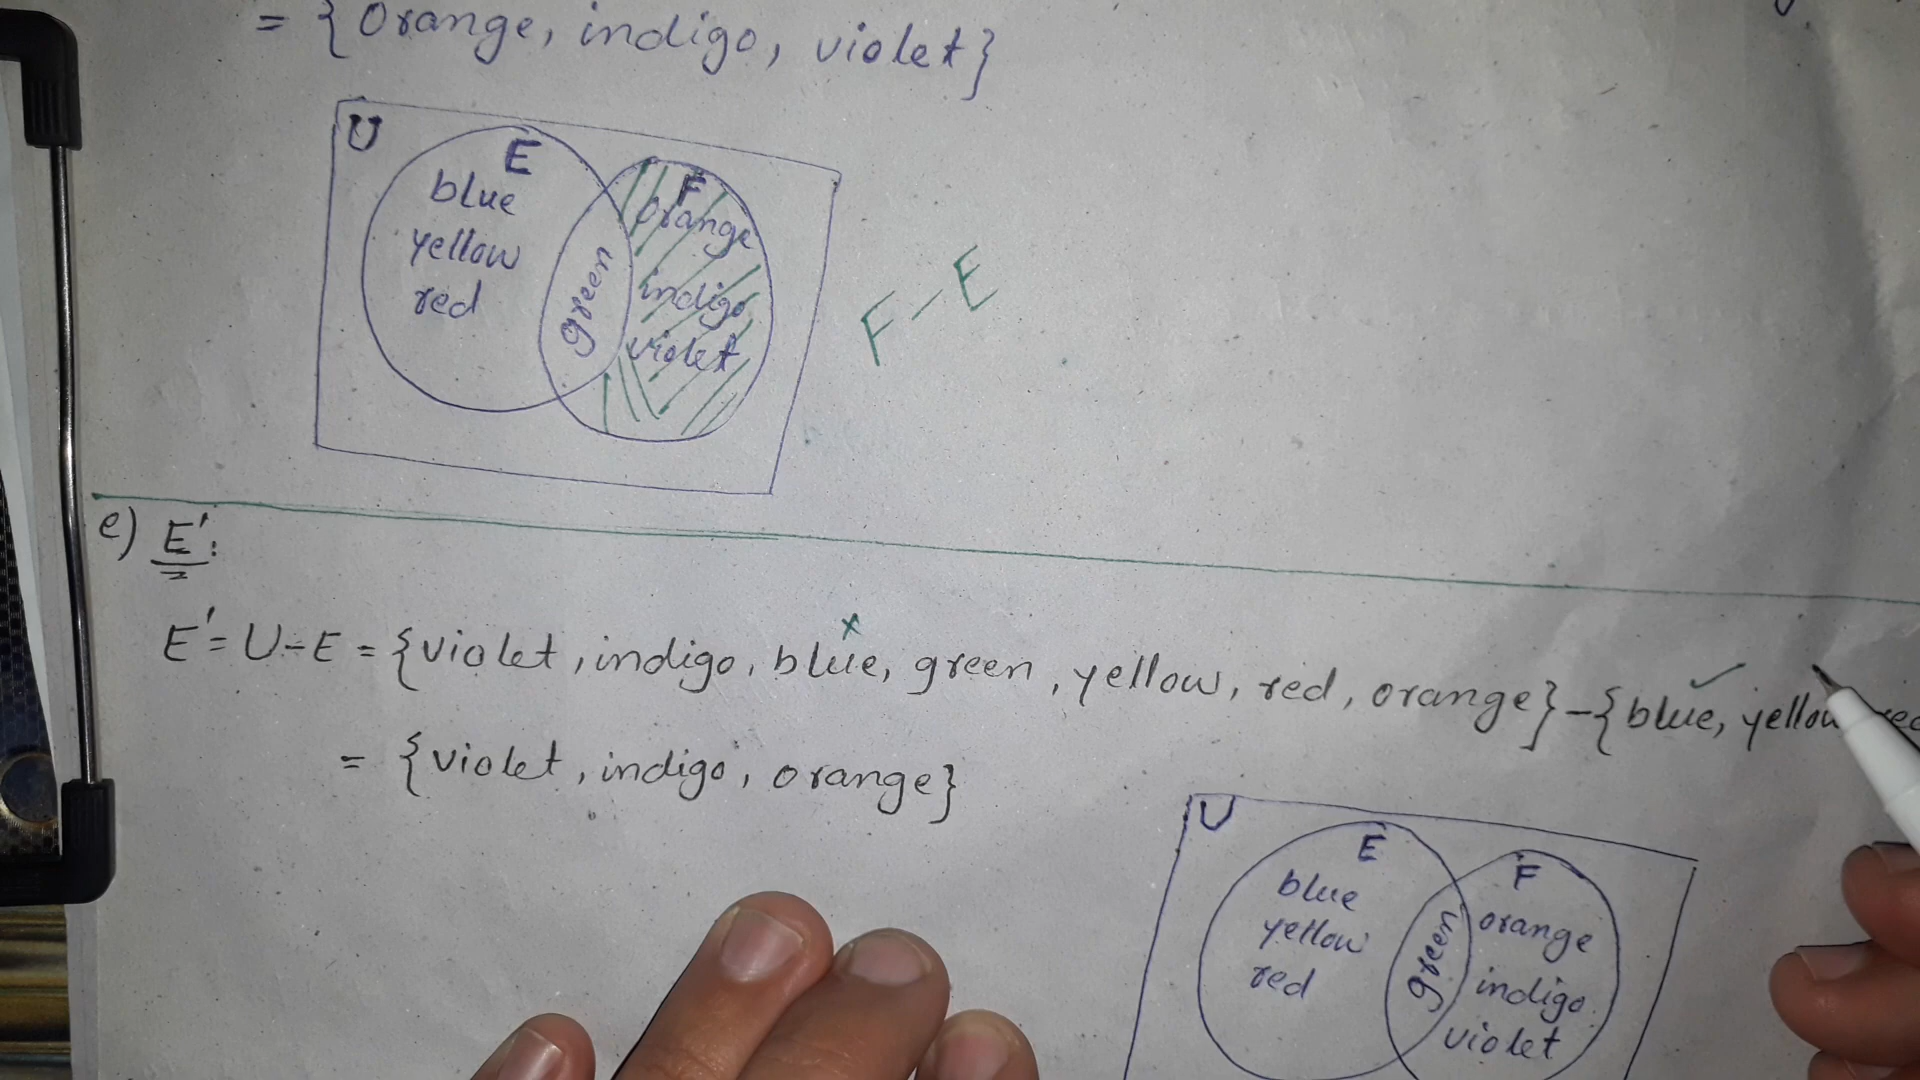 = {orange, indigo, violet}
U
E
blue
yellow
red
green
F
orange
indigo
violet
F-E
e) E':
E' = U-E = {violet, indigo, blue, green, yellow, red, orange} - {blue, yellow
= {violet, indigo, orange}
U
E
blue
yellow
red
green
F
orange
indigo
violet